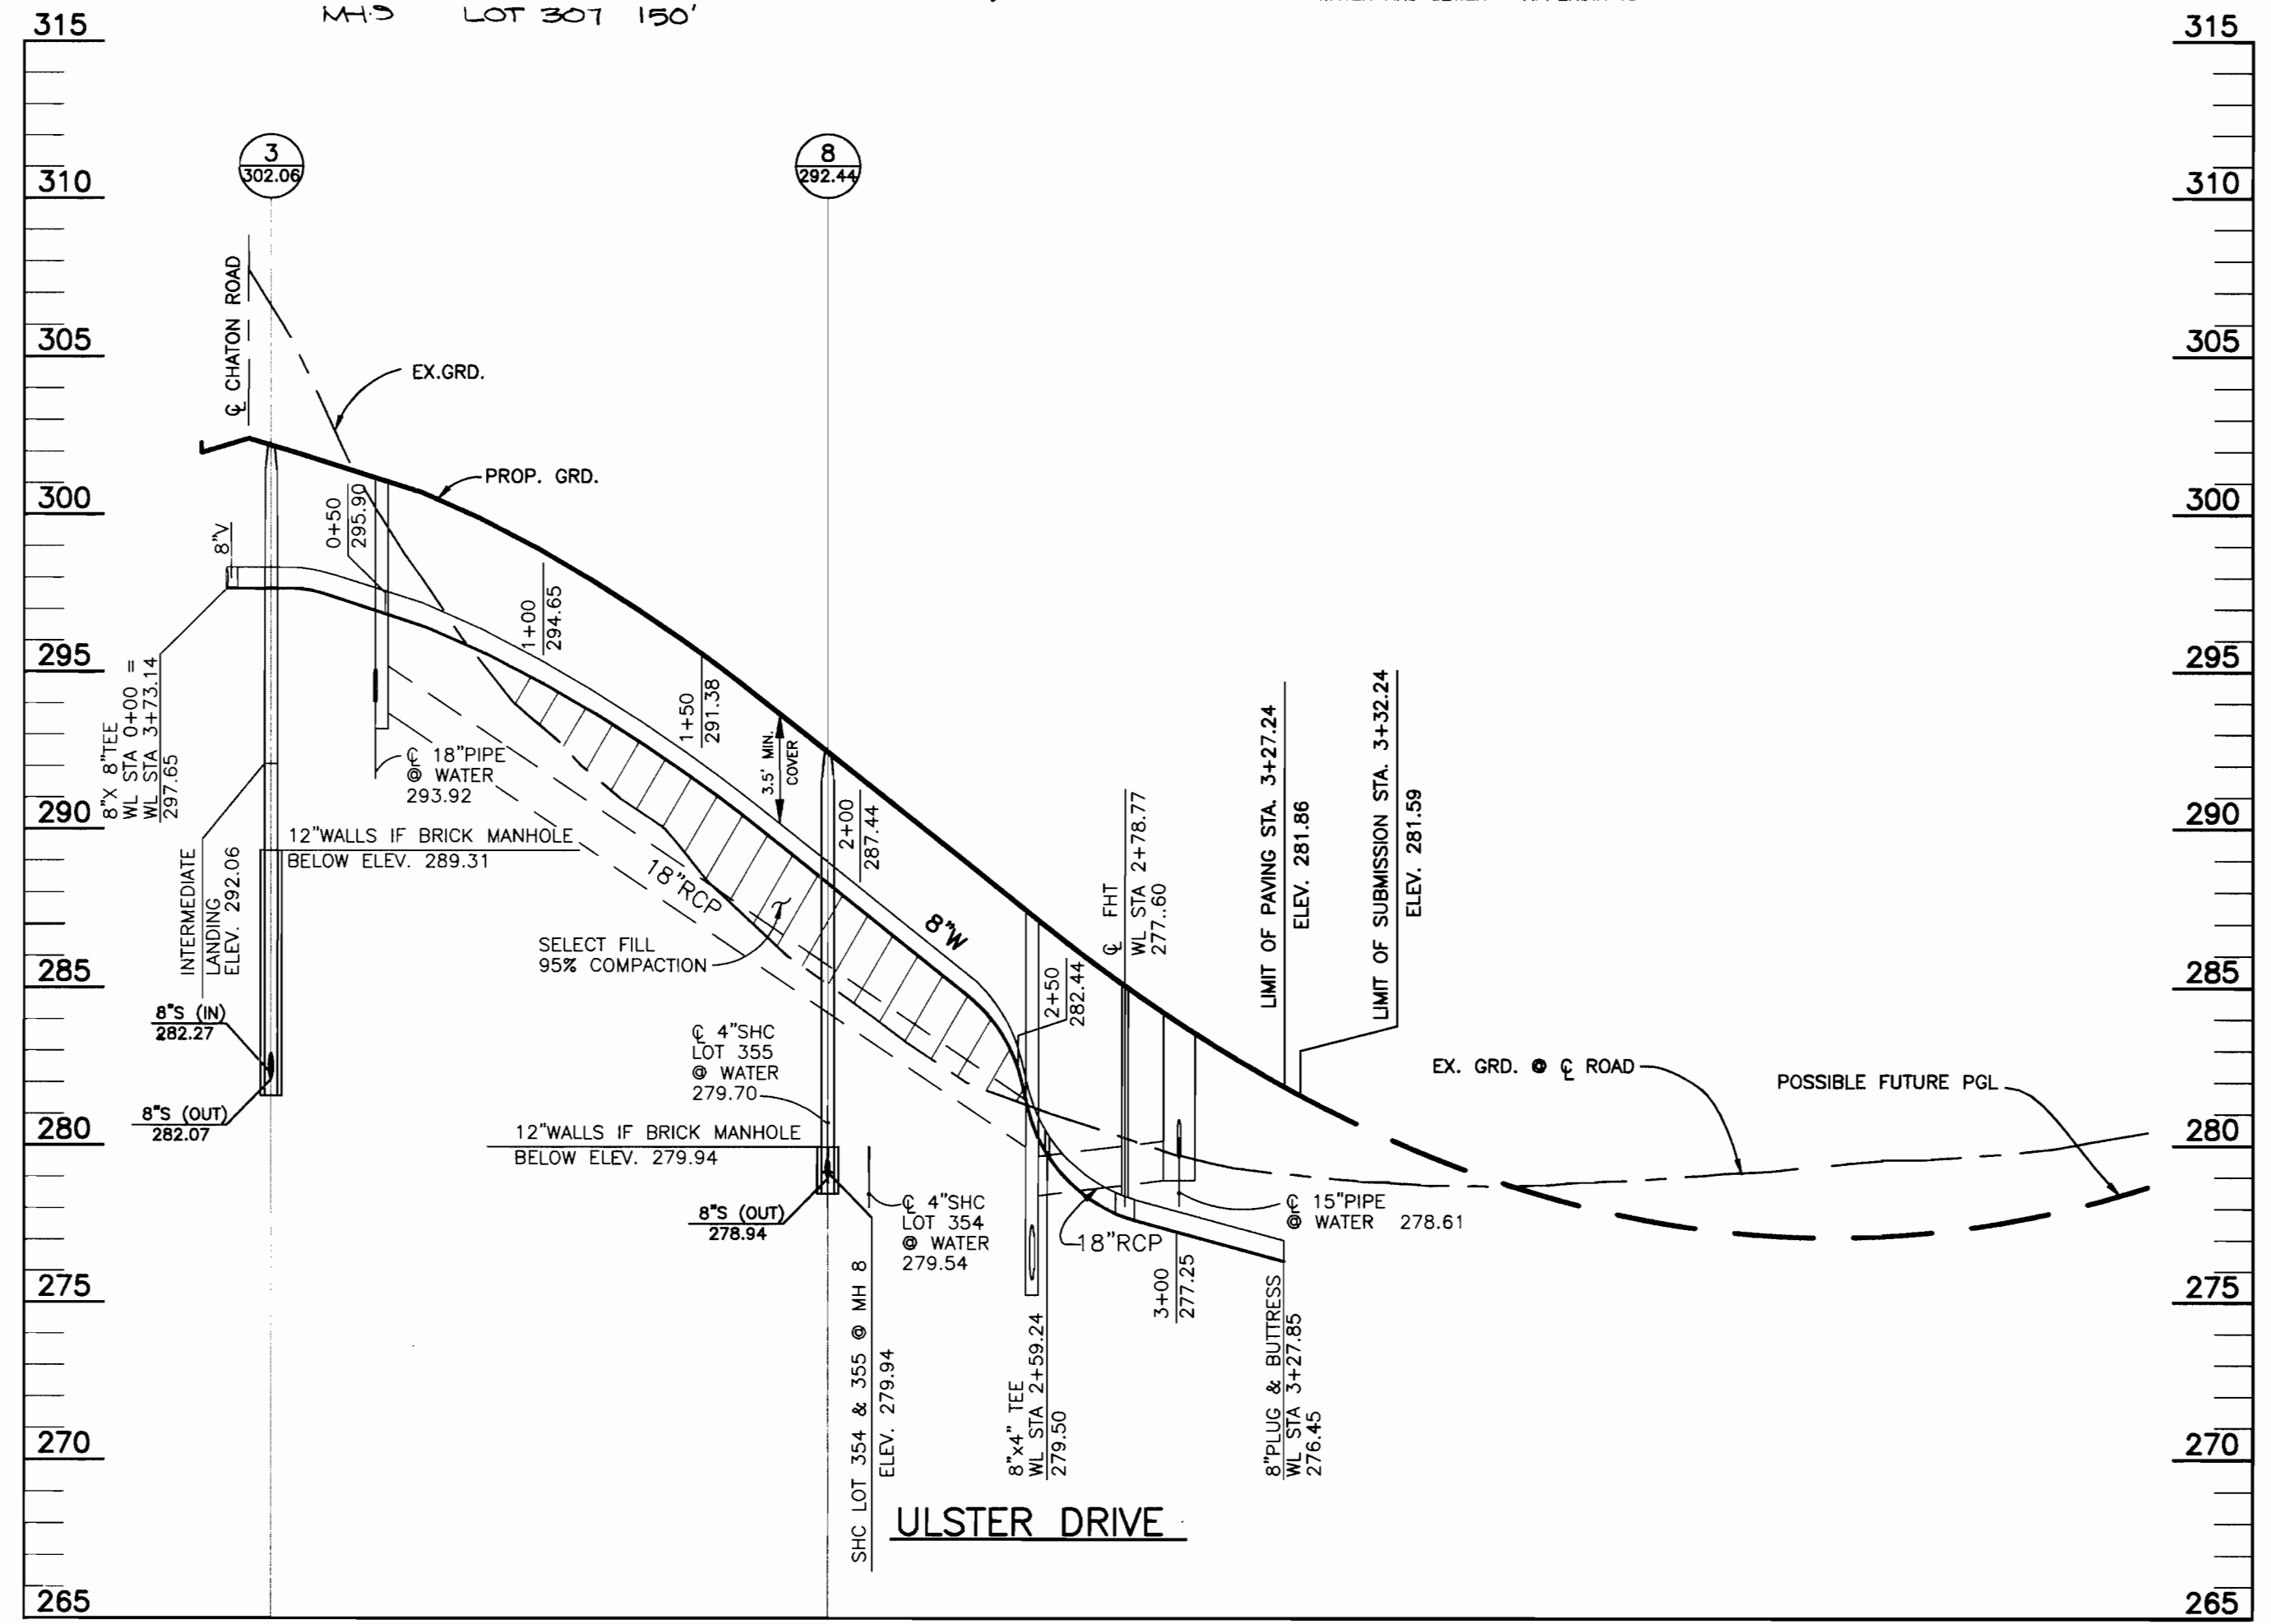 MH.9 LOT 307 150'
315
310
305
300
295
290
285
280
275
270
265
315
310
305
300
295
290
285
280
275
270
265
3
302.06
8
292.44
℄ CHATON ROAD
EX.GRD.
PROP. GRD.
8"V
0+50
295.90
1+00
294.65
1+50
291.38
3.5' MIN.
COVER
2+00
287.44
8"X 8"TEE
WL STA 0+00 =
WL STA 3+73.14
297.65
℄ 18"PIPE
@ WATER
293.92
12"WALLS IF BRICK MANHOLE
BELOW ELEV. 289.31
INTERMEDIATE
LANDING
ELEV. 292.06
18"RCP
SELECT FILL
95% COMPACTION
8"W
8"S (IN)
282.27
8"S (OUT)
282.07
℄ 4"SHC
LOT 355
@ WATER
279.70
12"WALLS IF BRICK MANHOLE
BELOW ELEV. 279.94
8"S (OUT)
278.94
℄ 4"SHC
LOT 354
@ WATER
279.54
SHC LOT 354 & 355 @ MH 8
ELEV. 279.94
2+50
282.44
℄ FHT
WL STA 2+78.77
277..60
LIMIT OF PAVING STA. 3+27.24
ELEV. 281.86
LIMIT OF SUBMISSION STA. 3+32.24
ELEV. 281.59
EX. GRD. @ ℄ ROAD
POSSIBLE FUTURE PGL
℄ 15"PIPE
@ WATER 278.61
18"RCP
3+00
277.25
8"x4" TEE
WL STA 2+59.24
279.50
8"PLUG & BUTTRESS
WL STA 3+27.85
276.45
ULSTER DRIVE